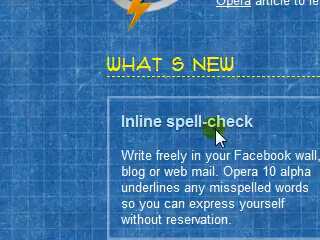 Opera article to
WHAT S NEW
Inline spell-check
Write freely in your Facebook wall,
blog or web mail. Opera 10 alpha
underlines any misspelled words
so you can express yourself
without reservation.